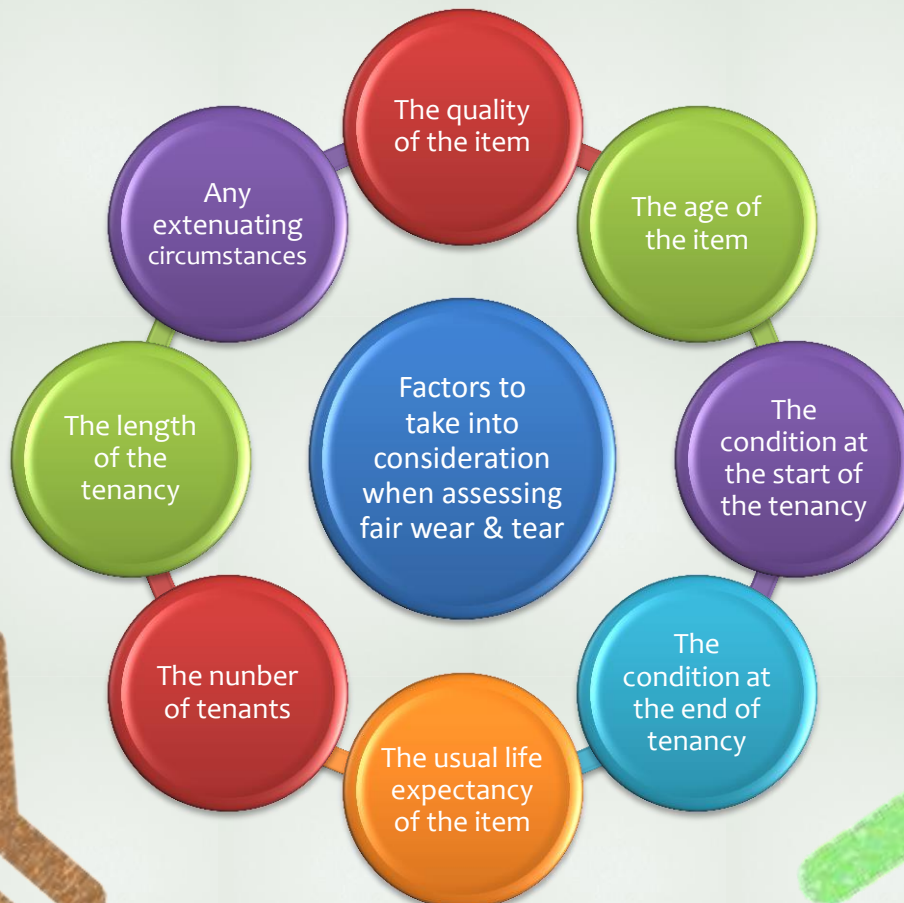 The quality
of the item
The age of
the item
The
condition at
the start of
the tenancy
The
condition at
the end of
tenancy
The usual life
expectancy
of the item
The nunber
of tenants
The length
of the
tenancy
Any
extenuating
circumstances
Factors to
take into
consideration
when assessing
fair wear & tear